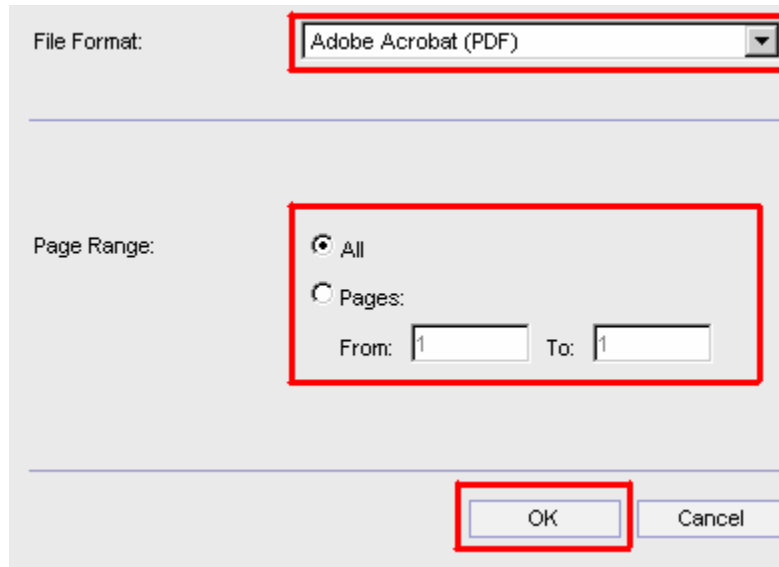 File Format: Adobe Acrobat (PDF)
Page Range: All
Pages:
From: 1 To: 1
OK Cancel